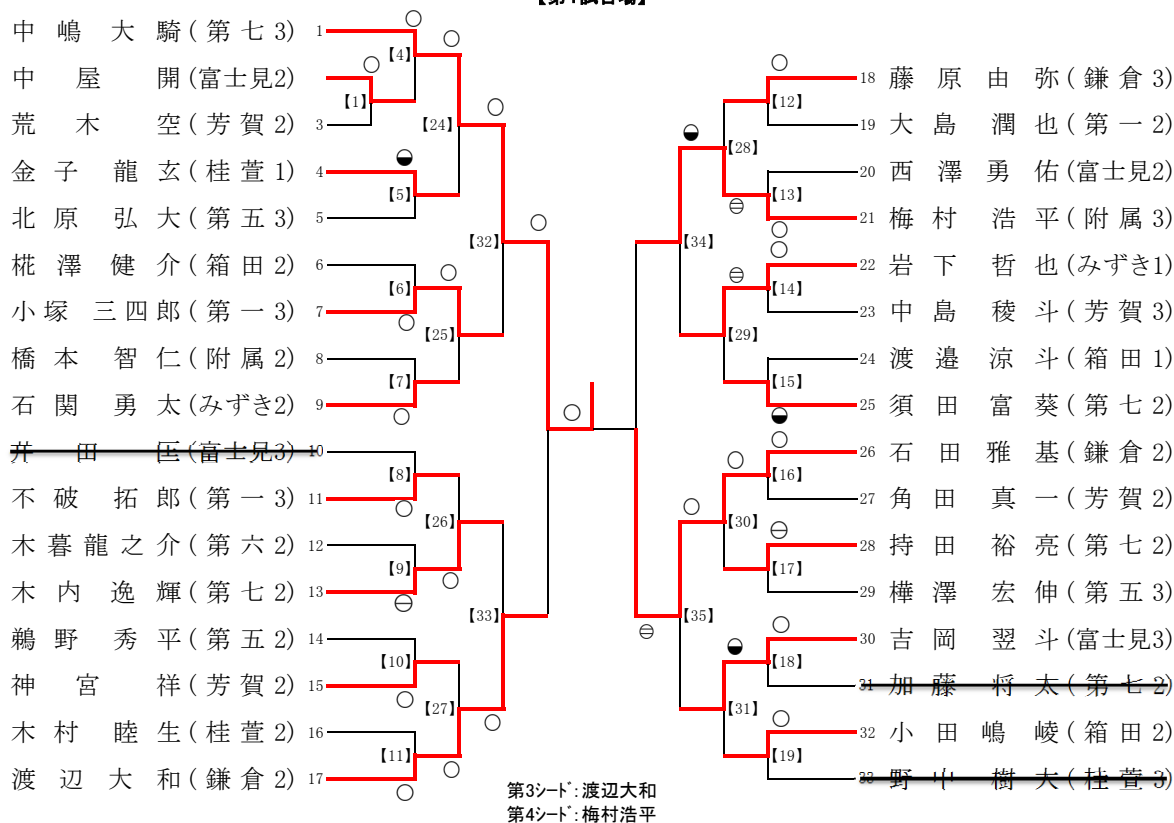 中嶋大騎(第七3) 1
中屋開(富士見2)
荒木空(芳賀2) 3
金子龍玄(桂萱1) 4
北原弘大(第五3) 5
椛澤健介(箱田2) 6
小塚三四郎(第一3) 7
橋本智仁(附属2) 8
石関勇太(みずき2) 9
井田匡(富士見3) 10
不破拓郎(第一3) 11
木暮龍之介(第六2) 12
木内逸輝(第七2) 13
鵜野秀平(第五2) 14
神宮祥(芳賀2) 15
木村睦生(桂萱2) 16
渡辺大和(鎌倉2) 17
【1】
【4】
【5】
【6】
【7】
【8】
【9】
【10】
【11】
【24】
【25】
【26】
【27】
【32】
【33】
【34】
【35】
【28】
【29】
【30】
【31】
【12】
【13】
【14】
【15】
【16】
【17】
【18】
【19】
18 藤原由弥(鎌倉3)
19 大島潤也(第一2)
20 西澤勇佑(富士見2)
21 梅村浩平(附属3)
22 岩下哲也(みずき1)
23 中島稜斗(芳賀3)
24 渡邉涼斗(箱田1)
25 須田富葵(第七2)
26 石田雅基(鎌倉2)
27 角田真一(芳賀2)
28 持田裕亮(第七2)
29 樺澤宏伸(第五3)
30 吉岡翌斗(富士見3)
31 加藤将太(第七2)
32 小田嶋崚(箱田2)
33 野中樹大(桂萱3)
第3シード:渡辺大和
第4シード:梅村浩平